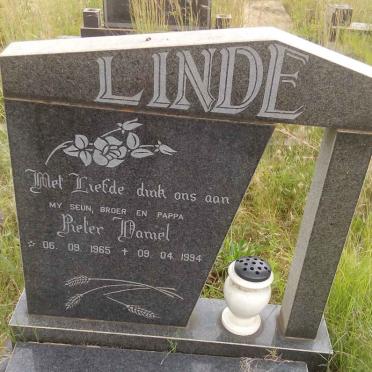 LINDE
Met Liefde dink ons aan
MY SEUN, BROER EN PAPPA
Pieter Daniel
* 06. 09. 1965 + 09. 04. 1994